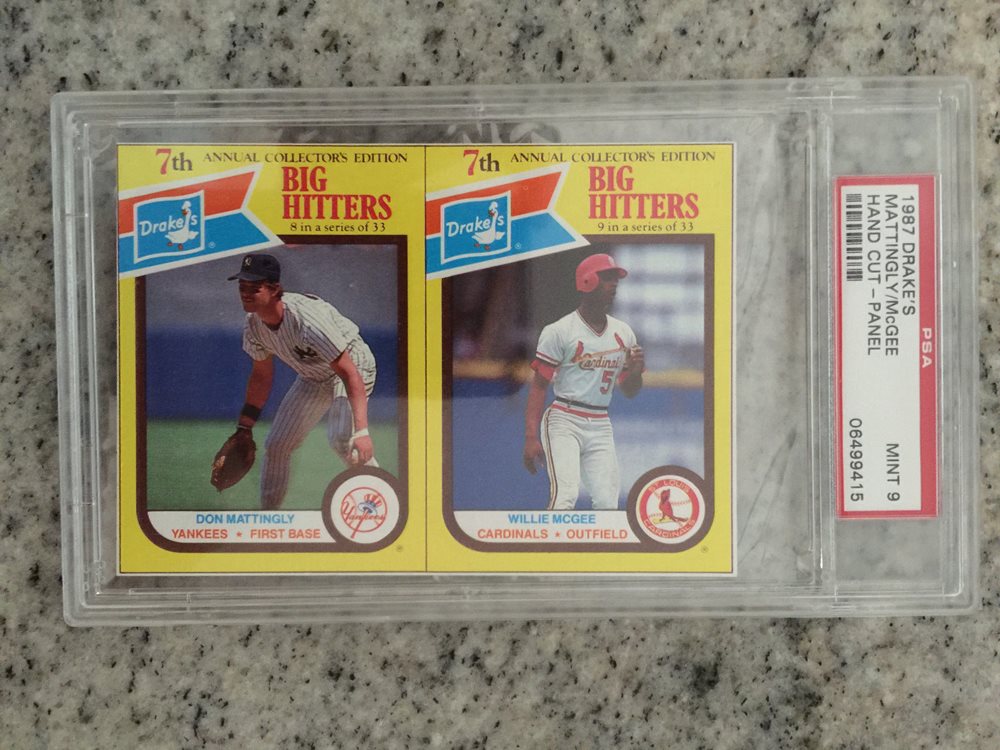 7th ANNUAL COLLECTOR'S EDITION
BIG
HITTERS
8 in a series of 33
Drake's
®
DON MATTINGLY
YANKEES ★ FIRST BASE
Yankees
®
7th ANNUAL COLLECTOR'S EDITION
BIG
HITTERS
9 in a series of 33
Drake's
®
Cardinals
5
WILLIE MCGEE
CARDINALS ★ OUTFIELD
ST. LOUIS
CARDINALS
®
1987 DRAKE'S
MATTINGLY/McGEE
HAND CUT - PANEL
MINT 9
06499415
PSA